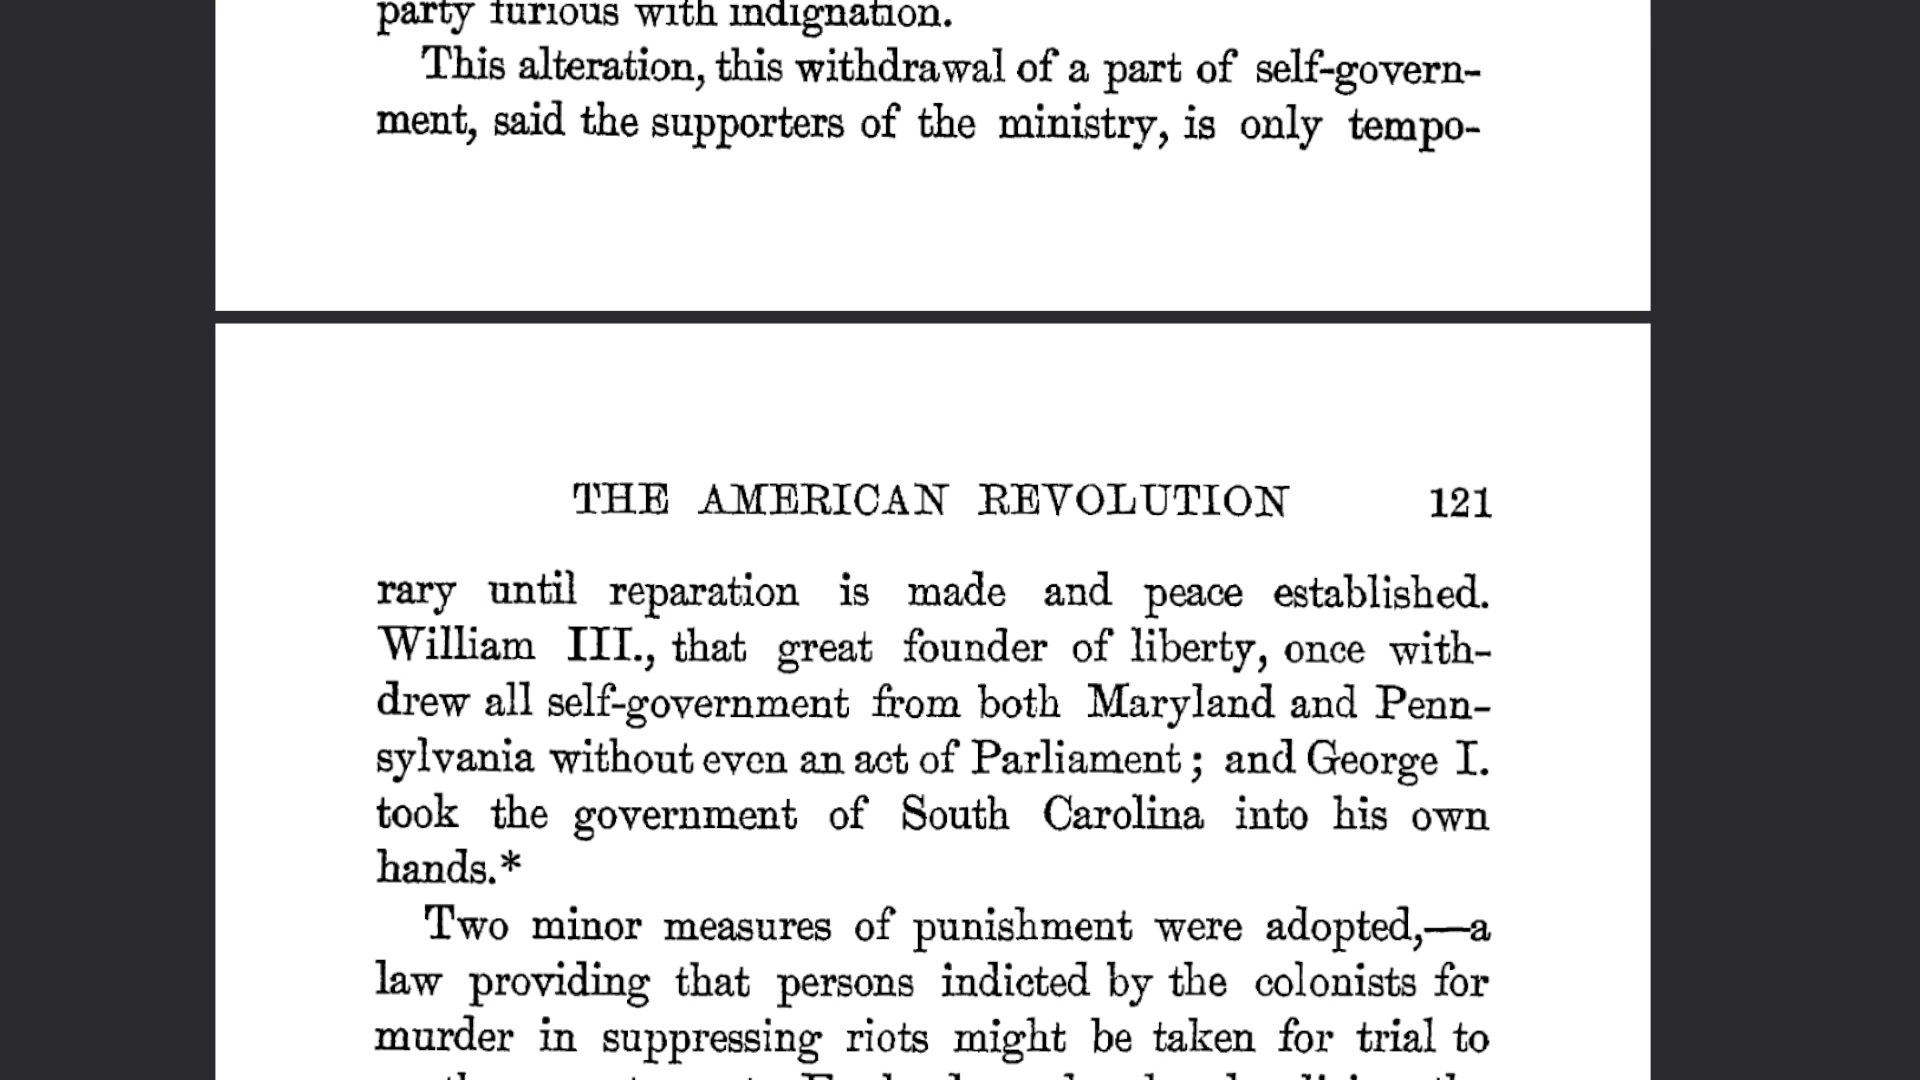 party furious with indignation.
This alteration, this withdrawal of a part of self-govern-
ment, said the supporters of the ministry, is only tempo-
THE AMERICAN REVOLUTION 121
rary until reparation is made and peace established.
William III., that great founder of liberty, once with-
drew all self-government from both Maryland and Penn-
sylvania without even an act of Parliament; and George I.
took the government of South Carolina into his own
hands.*
Two minor measures of punishment were adopted,—a
law providing that persons indicted by the colonists for
murder in suppressing riots might be taken for trial to